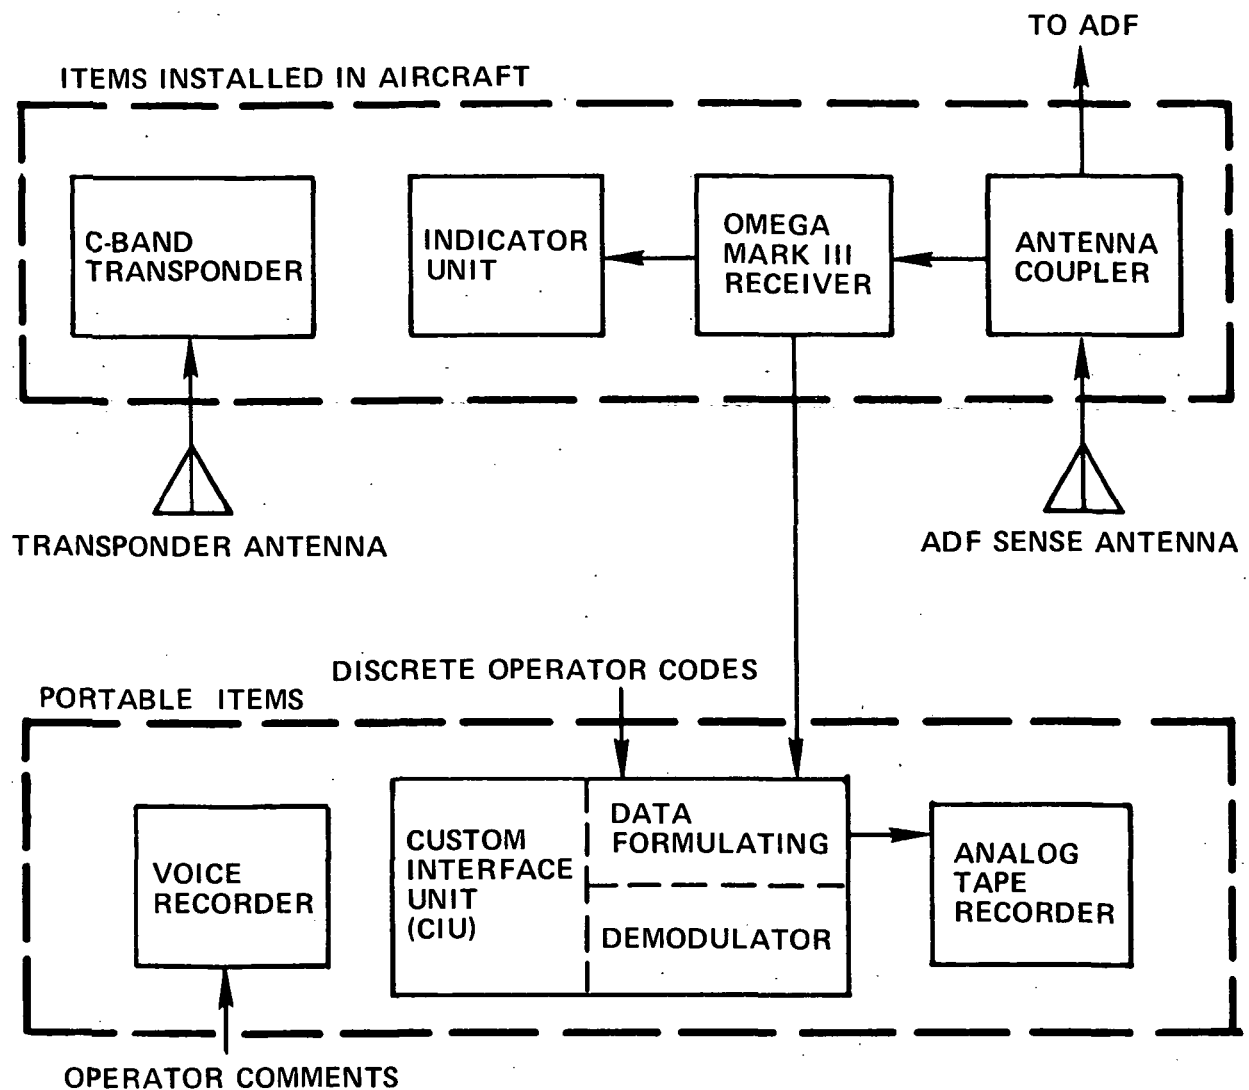 TO ADF
ITEMS INSTALLED IN AIRCRAFT
C-BAND
TRANSPONDER
INDICATOR
UNIT
OMEGA
MARK III
RECEIVER
ANTENNA
COUPLER
TRANSPONDER ANTENNA
ADF SENSE ANTENNA
DISCRETE OPERATOR CODES
PORTABLE ITEMS
VOICE
RECORDER
CUSTOM
INTERFACE
UNIT
(CIU)
DATA
FORMULATING
DEMODULATOR
ANALOG
TAPE
RECORDER
OPERATOR COMMENTS